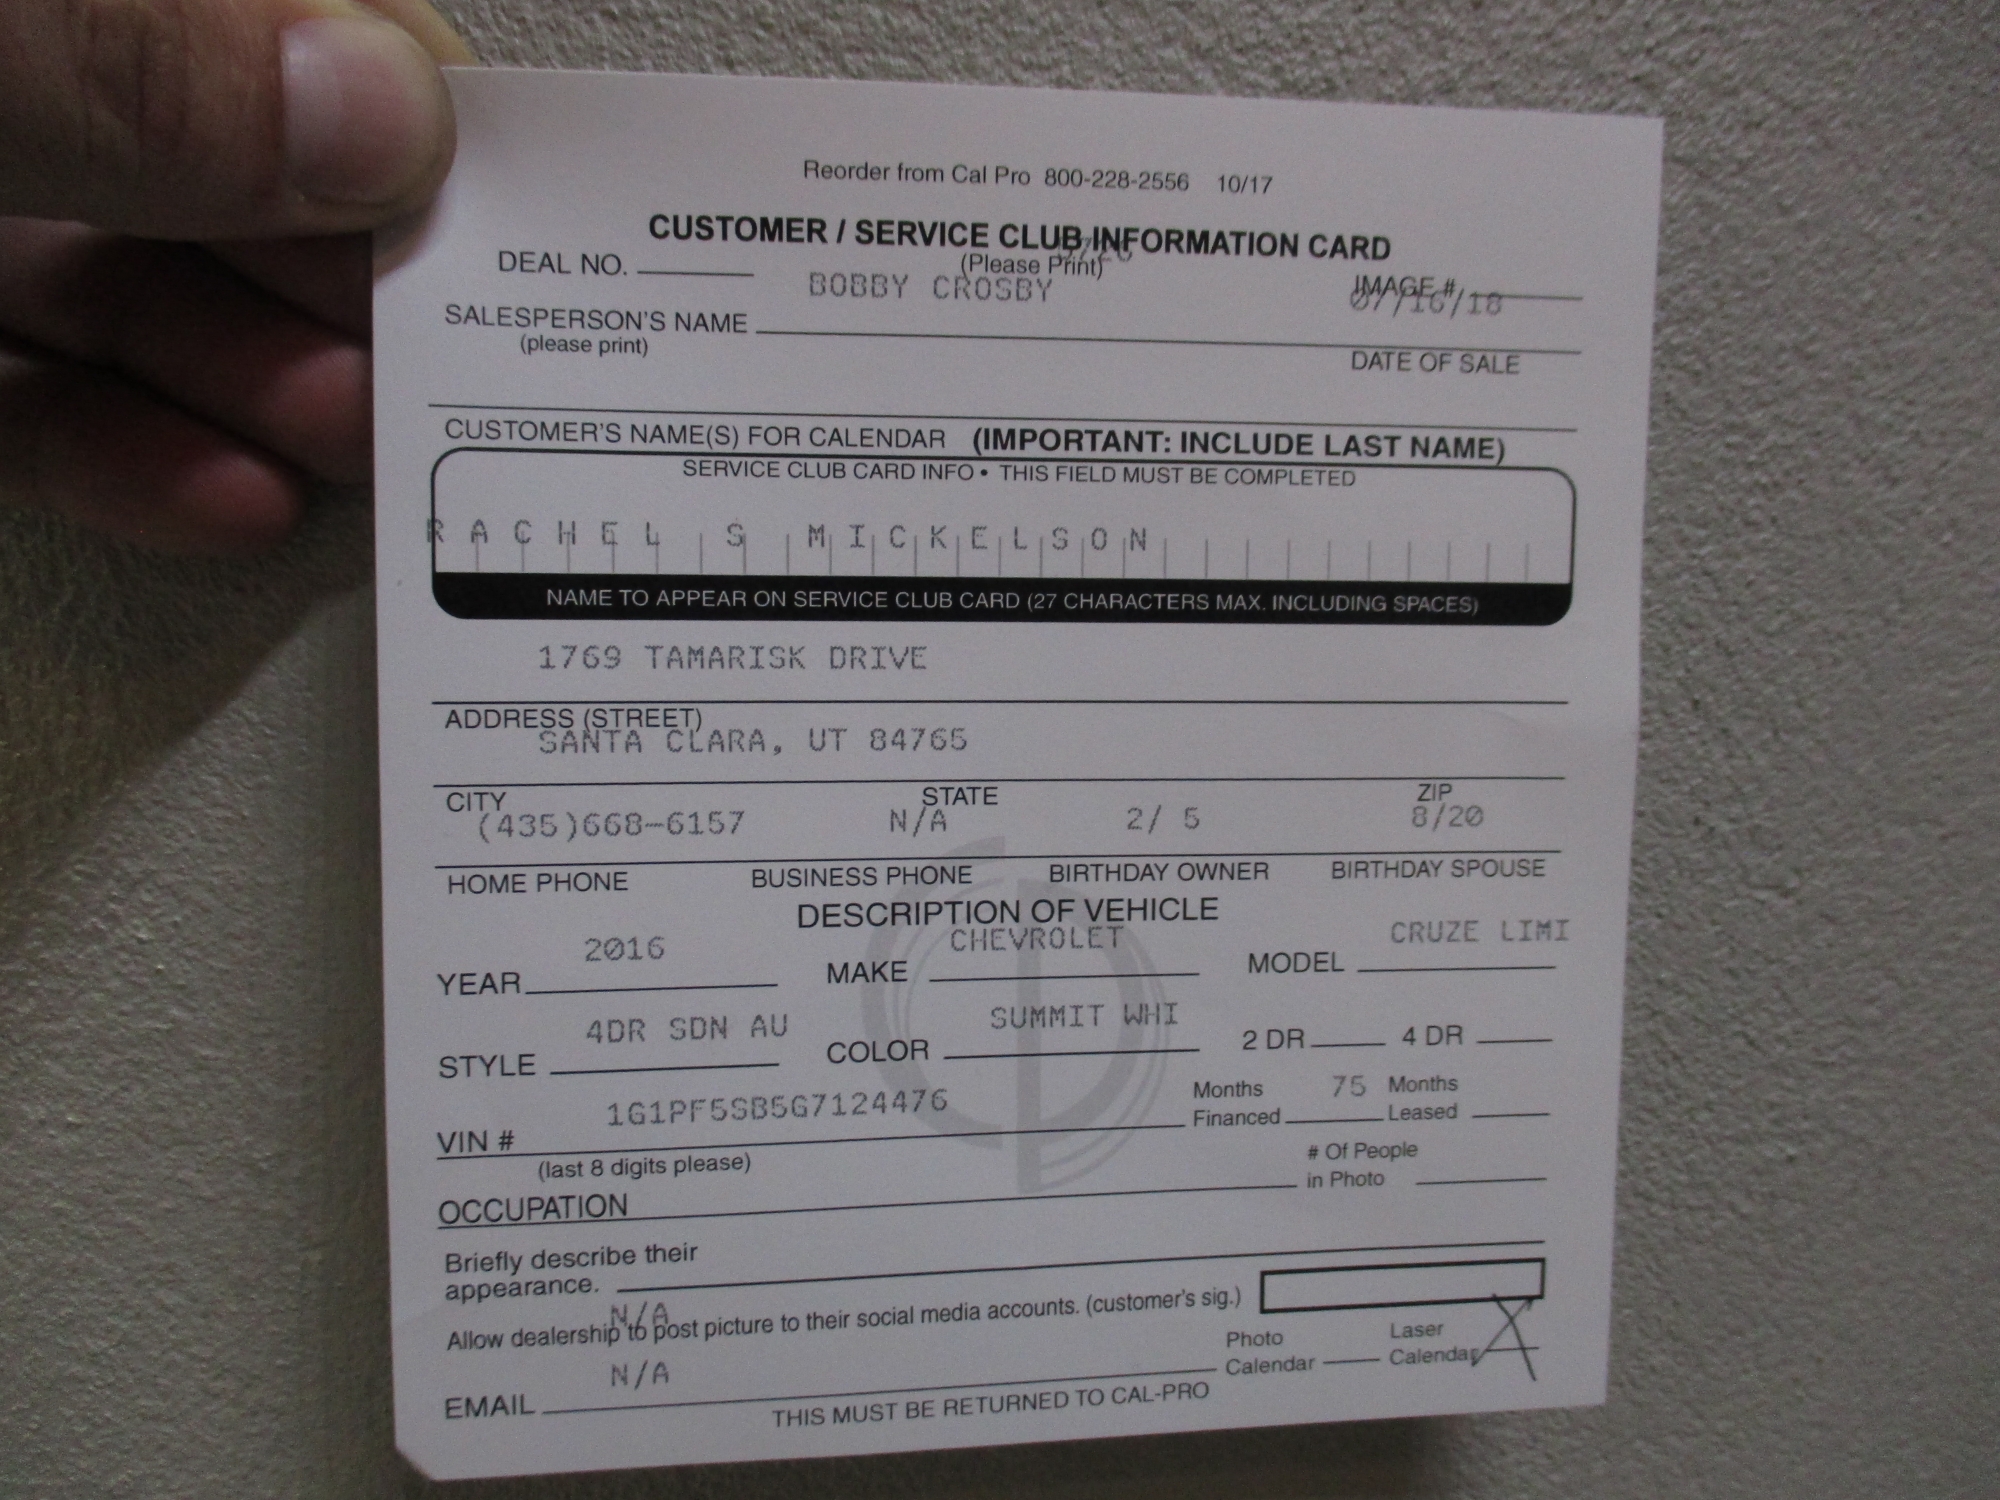 Reorder from Cal Pro 800-228-2556 10/17
CUSTOMER / SERVICE CLUB INFORMATION CARD
DEAL NO. (Please Print)
BOBBY CROSBY IMAGE #
07/16/18
SALESPERSON'S NAME
(please print) DATE OF SALE
CUSTOMER'S NAME(S) FOR CALENDAR (IMPORTANT: INCLUDE LAST NAME)
SERVICE CLUB CARD INFO • THIS FIELD MUST BE COMPLETED
RACHEL S MICKELSON
NAME TO APPEAR ON SERVICE CLUB CARD (27 CHARACTERS MAX. INCLUDING SPACES)
1769 TAMARISK DRIVE
ADDRESS (STREET)
SANTA CLARA, UT 84765
CITY STATE ZIP
(435)668-6157 N/A 2/ 5 8/20
HOME PHONE BUSINESS PHONE BIRTHDAY OWNER BIRTHDAY SPOUSE
DESCRIPTION OF VEHICLE
2016 CHEVROLET CRUZE LIMI
YEAR MAKE MODEL
4DR SDN AU SUMMIT WHI
STYLE COLOR 2 DR 4 DR
1G1PF5SB5G7124476 Months Financed 75 Months Leased
VIN #
(last 8 digits please) # Of People in Photo
OCCUPATION
Briefly describe their
appearance.
N/A
Allow dealership to post picture to their social media accounts. (customer's sig.)
N/A Photo Calendar Laser Calendar X
EMAIL
THIS MUST BE RETURNED TO CAL-PRO